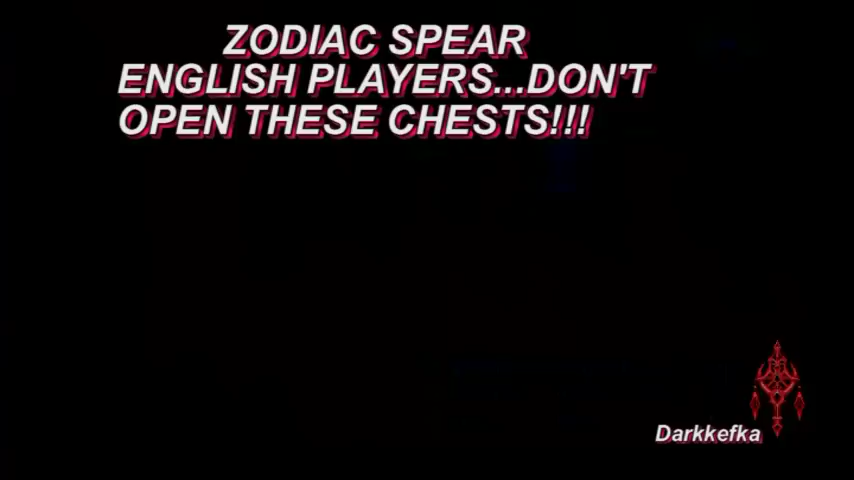 ZODIAC SPEAR
ENGLISH PLAYERS...DON'T
OPEN THESE CHESTS!!!
Darkkefka